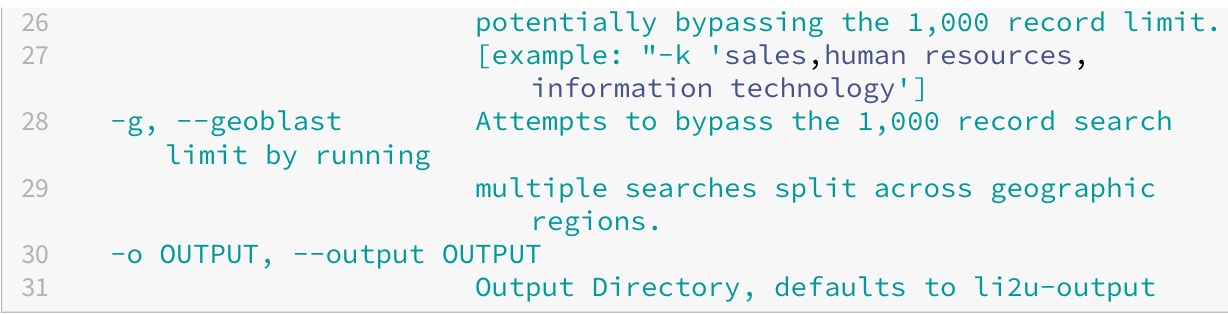 26 potentially bypassing the 1,000 record limit.
27 [example: "-k 'sales,human resources,
information technology']
28 -g, --geoblast Attempts to bypass the 1,000 record search
limit by running
29 multiple searches split across geographic
regions.
30 -o OUTPUT, --output OUTPUT
31 Output Directory, defaults to li2u-output